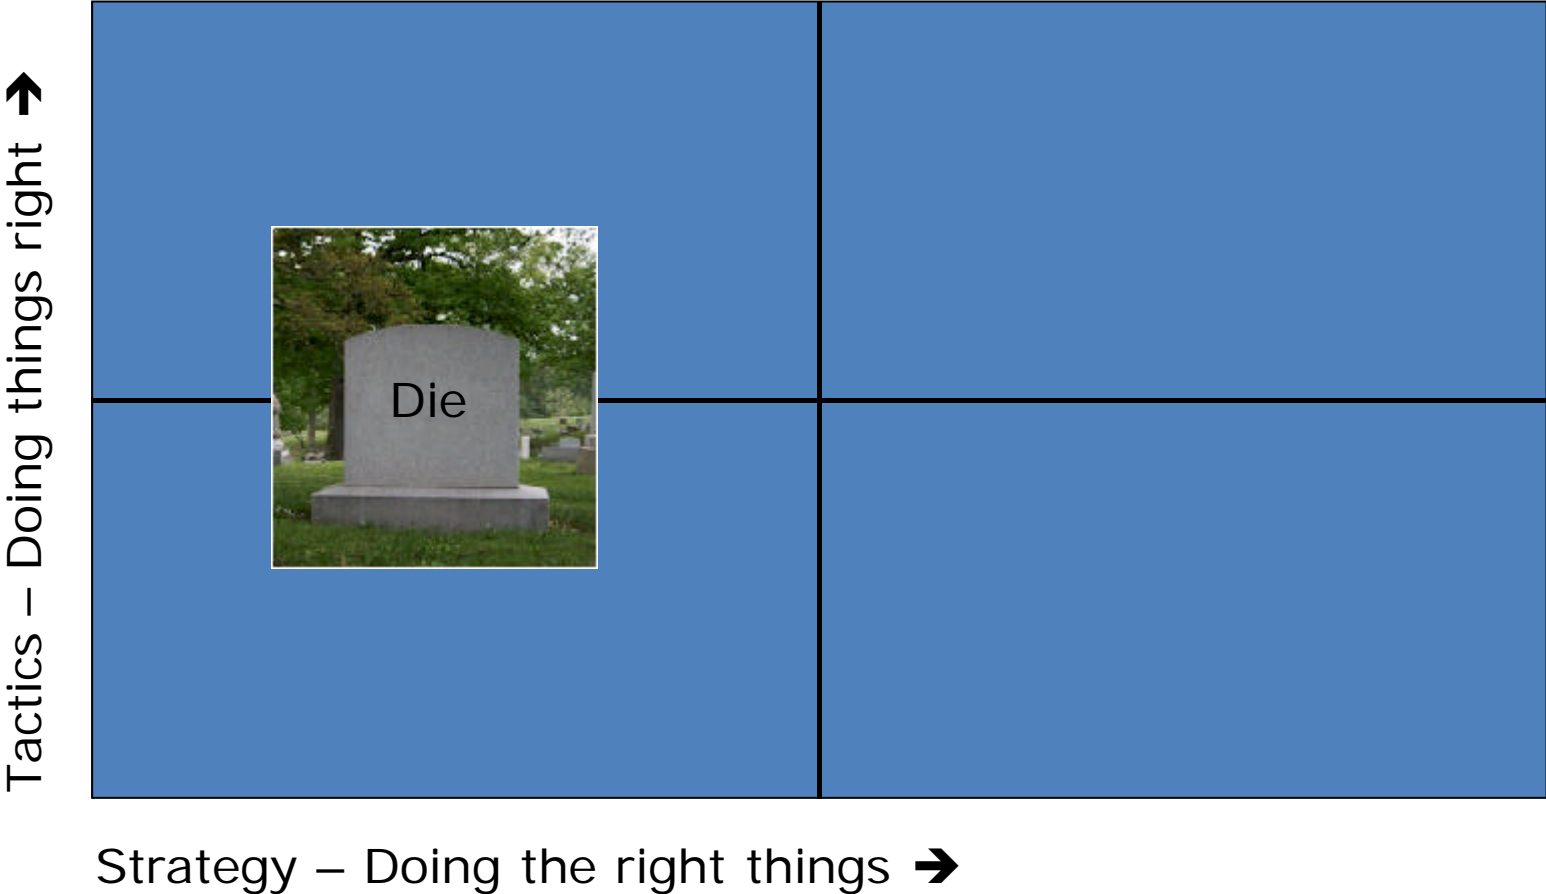 Tactics – Doing things right 🡩
Die
Strategy – Doing the right things 🡪